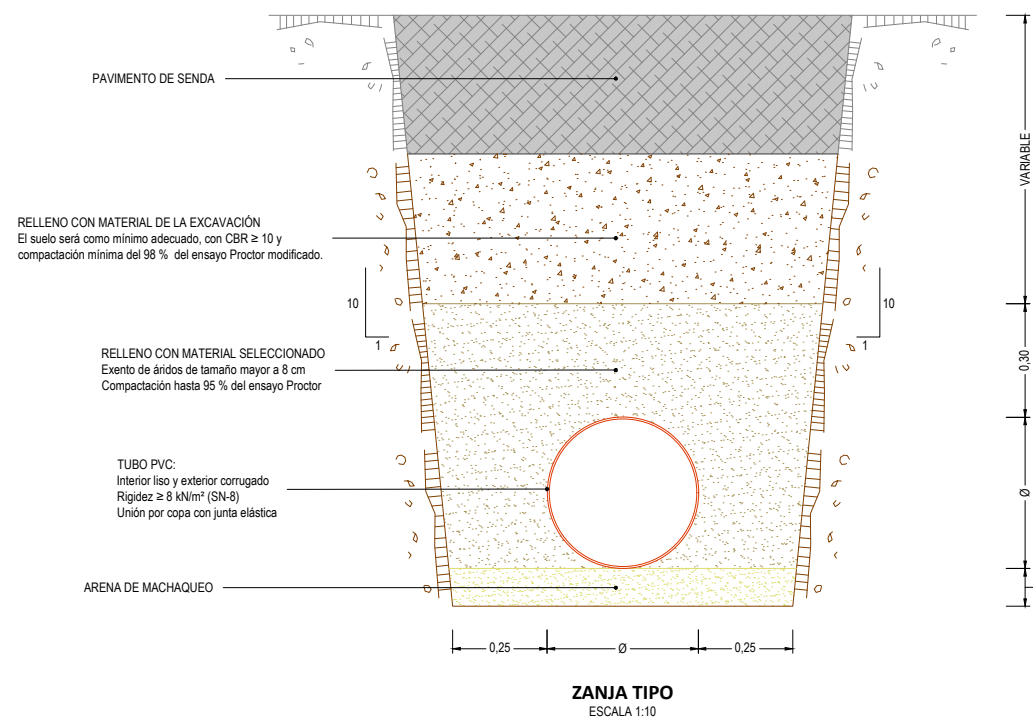 PAVIMENTO DE SENDA
VARIABLE
RELLENO CON MATERIAL DE LA EXCAVACIÓN
El suelo será como mínimo adecuado, con CBR ≥ 10 y
compactación mínima del 98 % del ensayo Proctor modificado.
10
1
10
1
RELLENO CON MATERIAL SELECCIONADO
Exento de áridos de tamaño mayor a 8 cm
Compactación hasta 95 % del ensayo Proctor
0,30
TUBO PVC:
Interior liso y exterior corrugado
Rigidez ≥ 8 kN/m² (SN-8)
Unión por copa con junta elástica
Ø
ARENA DE MACHAQUEO
0,25
Ø
0,25
ZANJA TIPO
ESCALA 1:10